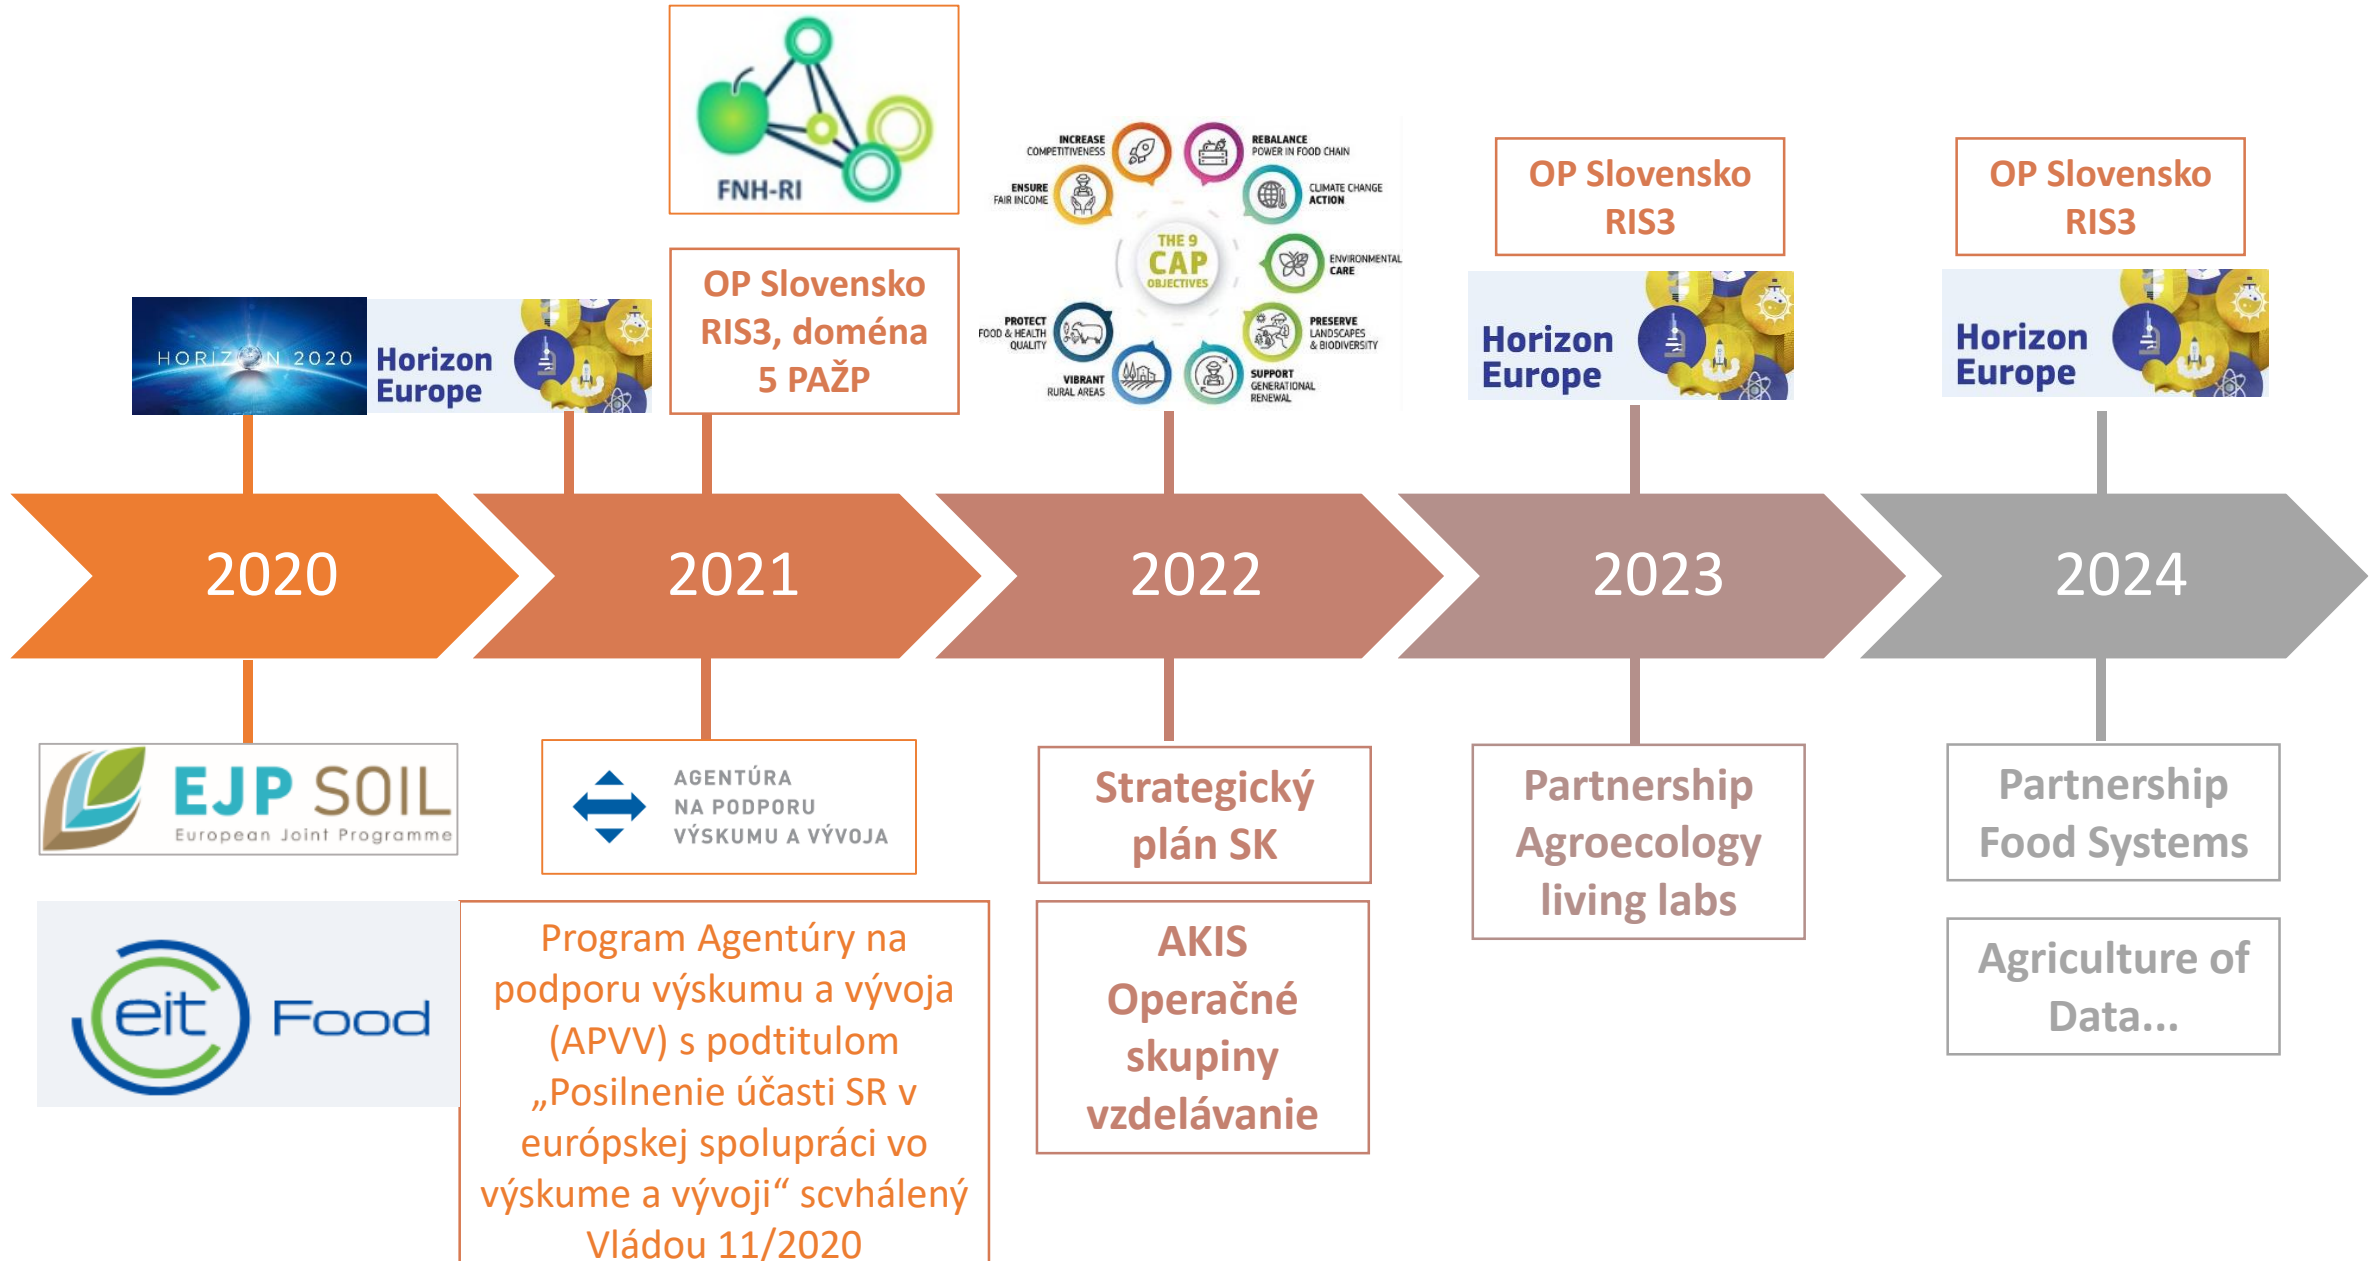 FNH-RI
OP Slovensko
RIS3, doména
5 PAŽP
HORIZON 2020
Horizon
Europe
INCREASE
COMPETITIVENESS
REBALANCE
POWER IN FOOD CHAIN
ENSURE
FAIR INCOME
CLIMATE CHANGE
ACTION
THE 9
CAP
OBJECTIVES
ENVIRONMENTAL
CARE
PROTECT
FOOD & HEALTH
QUALITY
PRESERVE
LANDSCAPES
& BIODIVERSITY
VIBRANT
RURAL AREAS
SUPPORT
GENERATIONAL
RENEWAL
OP Slovensko
RIS3
Horizon
Europe
OP Slovensko
RIS3
Horizon
Europe
2020
2021
2022
2023
2024
EJP SOIL
European Joint Programme
eit Food
AGENTÚRA
NA PODPORU
VÝSKUMU A VÝVOJA
Program Agentúry na
podporu výskumu a vývoja
(APVV) s podtitulom
„Posilnenie účasti SR v
európskej spolupráci vo
výskume a vývoji“ scvhálený
Vládou 11/2020
Strategický
plán SK
AKIS
Operačné
skupiny
vzdelávanie
Partnership
Agroecology
living labs
Partnership
Food Systems
Agriculture of
Data...